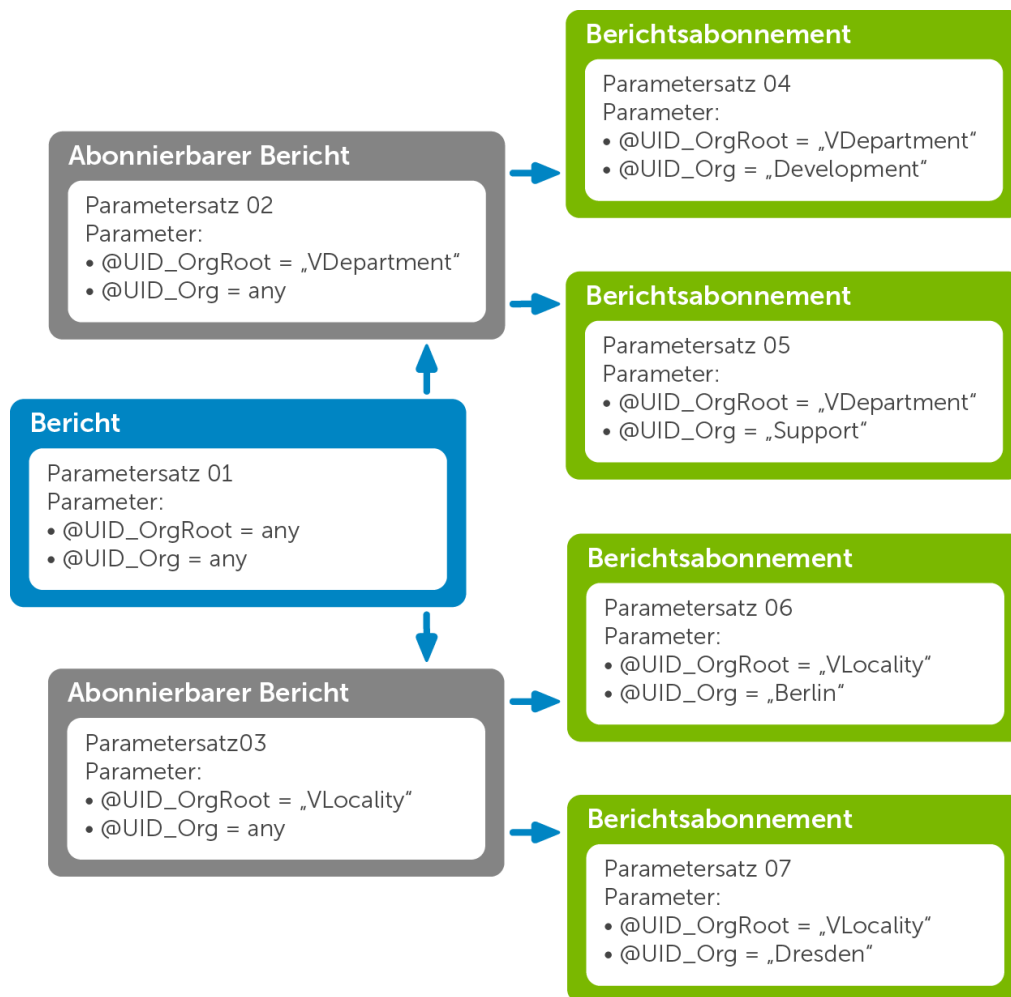 Berichtsabonnement
Parametersatz 04
Parameter:
• @UID_OrgRoot = „VDepartment“
• @UID_Org = „Development“
Abonnierbarer Bericht
Parametersatz 02
Parameter:
• @UID_OrgRoot = „VDepartment“
• @UID_Org = any
Berichtsabonnement
Parametersatz 05
Parameter:
• @UID_OrgRoot = „VDepartment“
• @UID_Org = „Support“
Bericht
Parametersatz 01
Parameter:
• @UID_OrgRoot = any
• @UID_Org = any
Berichtsabonnement
Parametersatz 06
Parameter:
• @UID_OrgRoot = „VLocality“
• @UID_Org = „Berlin“
Abonnierbarer Bericht
Parametersatz03
Parameter:
• @UID_OrgRoot = „VLocality“
• @UID_Org = any
Berichtsabonnement
Parametersatz 07
Parameter:
• @UID_OrgRoot = „VLocality“
• @UID_Org = „Dresden“